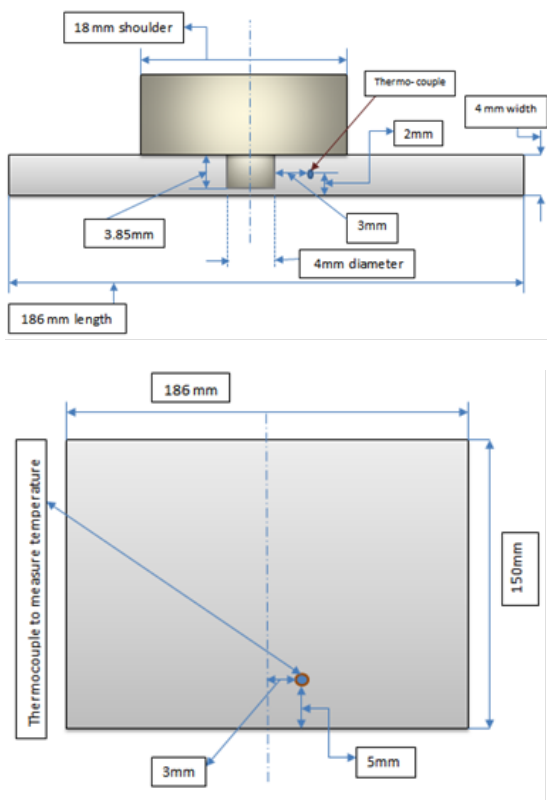 18 mm shoulder
Thermo- couple
4 mm width
2mm
3.85mm
3mm
4mm diameter
186 mm length
186 mm
Thermocouple to measure temperature
150mm
3mm
5mm